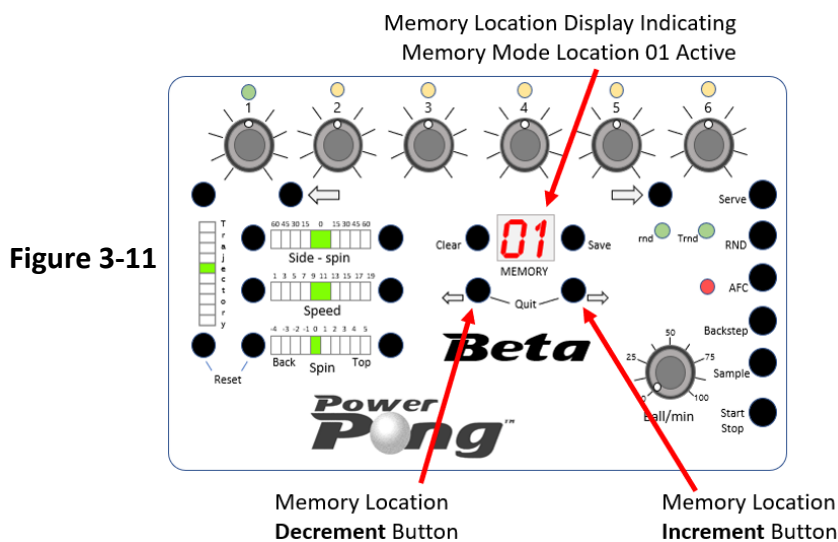 Memory Location Display Indicating
Memory Mode Location 01 Active
1 2 3 4 5 6
Serve
60 45 30 15 0 15 30 45 60
Side - spin
Trajectory
Clear
01
Save
MEMORY
rnd Trnd
RND
Figure 3-11
1 3 5 7 9 11 13 15 17 19
Speed
Quit
AFC
-4 -3 -2 -1 0 1 2 3 4 5
Back Spin Top
Reset
Beta
Backstep
50
25 75
Sample
0 100
Ball/min
Start
Stop
Power
Pong™
Memory Location
Decrement Button
Memory Location
Increment Button